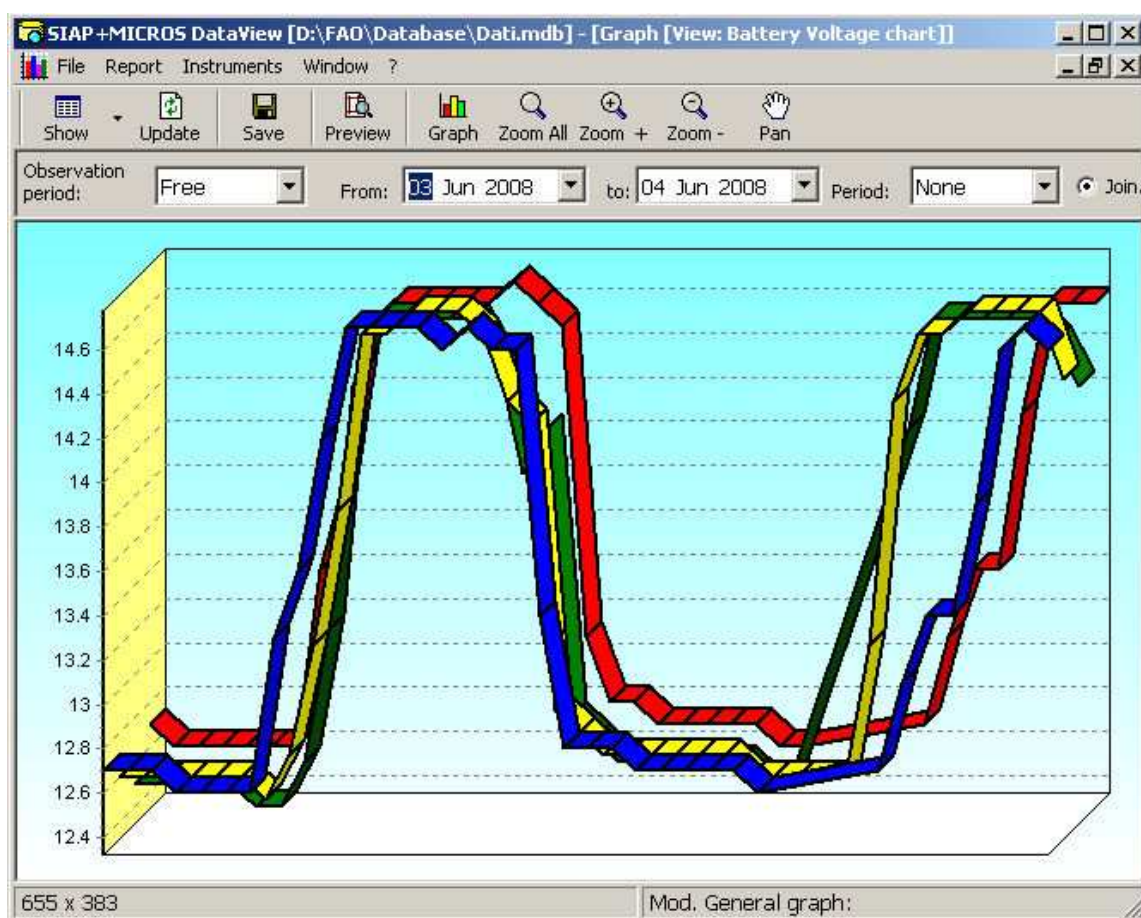 SIAP+MICROS DataView [D:\FAO\Database\Dati.mdb] - [Graph [View: Battery Voltage chart]]
File Report Instruments Window ?
Show Update Save Preview Graph Zoom All Zoom + Zoom - Pan
Observation period: Free From: 03 Jun 2008 to: 04 Jun 2008 Period: None Join.
14.6
14.4
14.2
14
13.8
13.6
13.4
13.2
13
12.8
12.6
12.4
655 x 383 Mod. General graph: